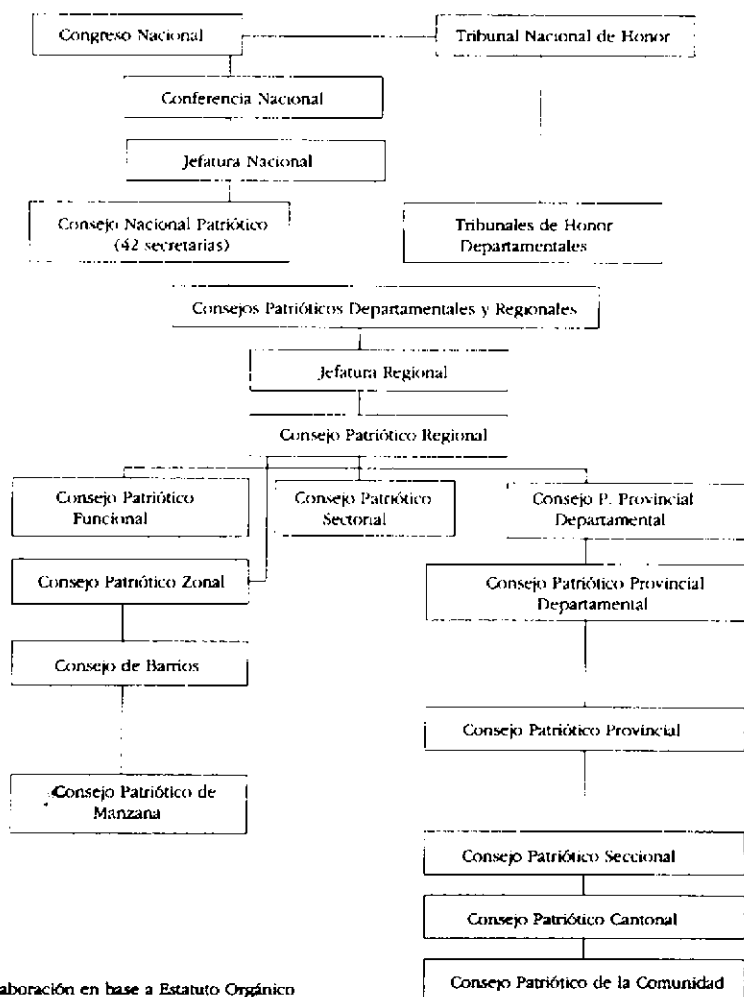 Congreso Nacional
Tribunal Nacional de Honor
Conferencia Nacional
Jefatura Nacional
Consejo Nacional Patriótico
(42 secretarias)
Tribunales de Honor
Departamentales
Consejos Patrióticos Departamentales y Regionales
Jefatura Regional
Consejo Patriótico Regional
Consejo Patriótico
Funcional
Consejo Patriótico
Sectorial
Consejo P. Provincial
Departamental
Consejo Patriótico Zonal
Consejo Patriótico Provincial
Departamental
Consejo de Barrios
Consejo Patriótico Provincial
Consejo Patriótico de
Manzana
Consejo Patriótico Seccional
Consejo Patriótico Cantonal
Consejo Patriótico de la Comunidad
aboración en base a Estatuto Orgánico